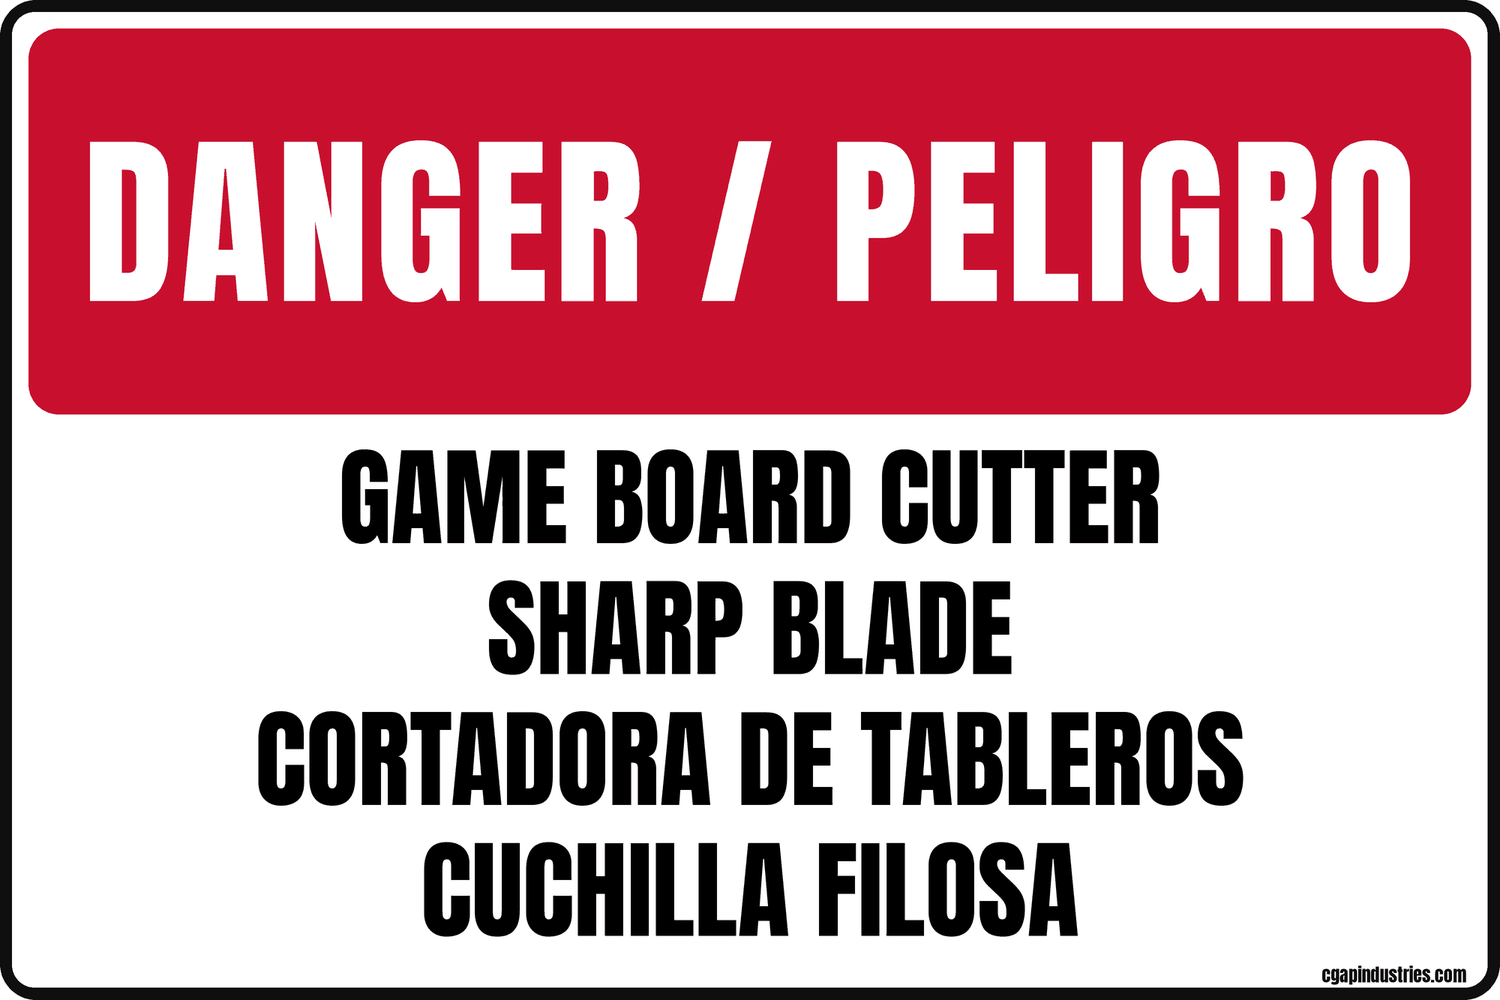 DANGER / PELIGRO
GAME BOARD CUTTER
SHARP BLADE
CORTADORA DE TABLEROS
CUCHILLA FILOSA
cgapindustries.com